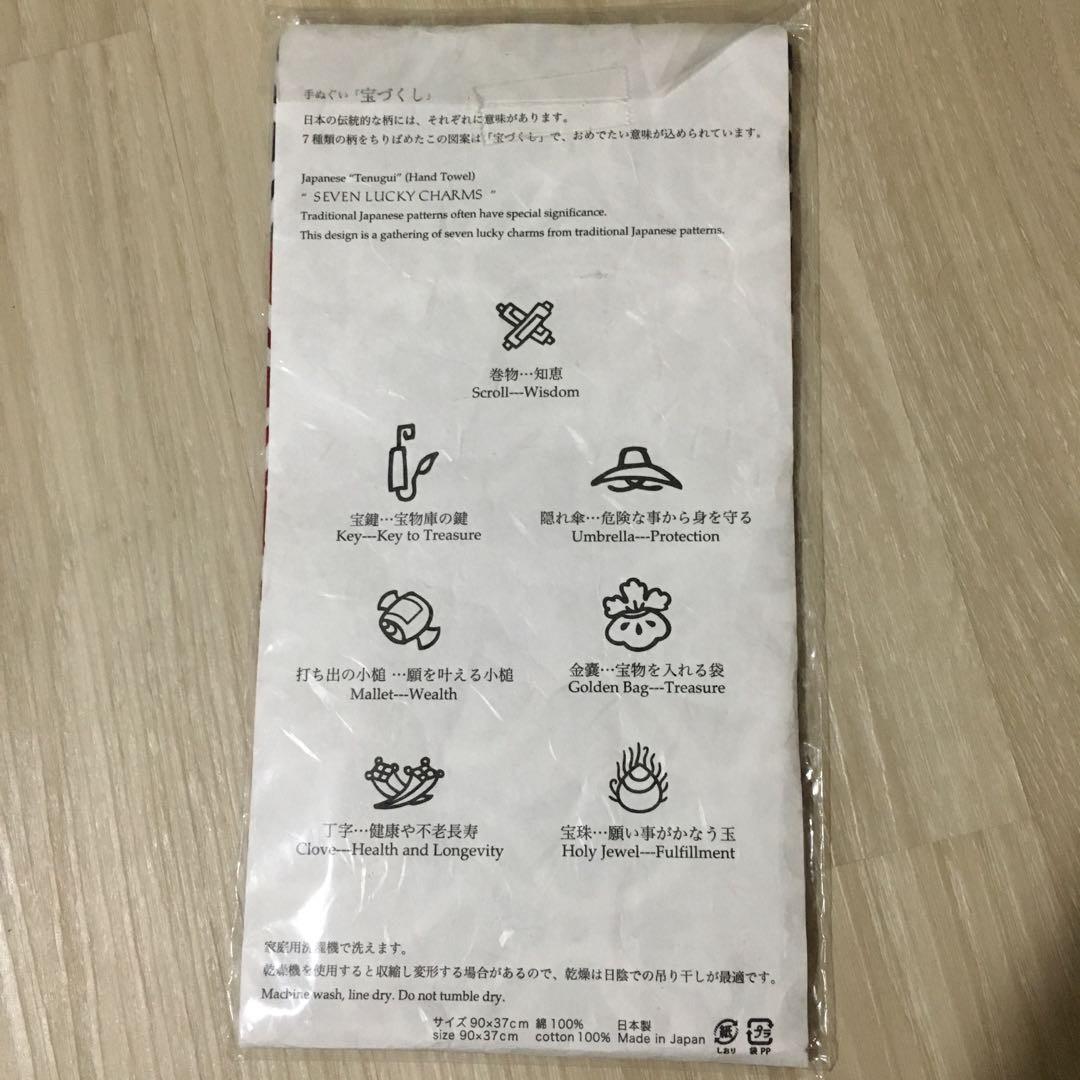 手ぬぐい「宝づくし」
日本の伝統的な柄には、それぞれに意味があります。
7種類の柄をちりばめたこの図案は「宝づくし」で、おめでたい意味が込められています。
Japanese “Tenugui” (Hand Towel)
“ SEVEN LUCKY CHARMS ”
Traditional Japanese patterns often have special significance.
This design is a gathering of seven lucky charms from traditional Japanese patterns.
巻物…知恵
Scroll---Wisdom
宝鍵…宝物庫の鍵
Key---Key to Treasure
隠れ傘…危険な事から身を守る
Umbrella---Protection
打ち出の小槌 …願を叶える小槌
Mallet---Wealth
金嚢…宝物を入れる袋
Golden Bag---Treasure
丁字…健康や不老長寿
Clove---Health and Longevity
宝珠…願い事がかなう玉
Holy Jewel---Fulfillment
家庭用洗濯機で洗えます。
乾燥機を使用すると収縮し変形する場合があるので、乾燥は日陰での吊り干しが最適です。
Machine wash, line dry. Do not tumble dry.
サイズ 90×37cm 綿 100% 日本製
size 90×37cm cotton 100% Made in Japan
紙 しおり
プラ 袋 PP